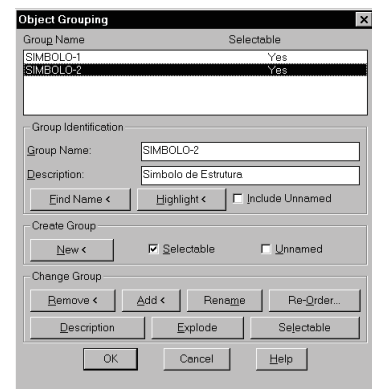 Object Grouping
Group Name Selectable
SIMBOLO-1 Yes
SIMBOLO-2 Yes
Group Identification
Group Name: SIMBOLO-2
Description: Simbolo de Estrutura
Find Name < Highlight < Include Unnamed
Create Group
New < Selectable Unnamed
Change Group
Remove < Add < Rename Re-Order...
Description Explode Selectable
OK Cancel Help